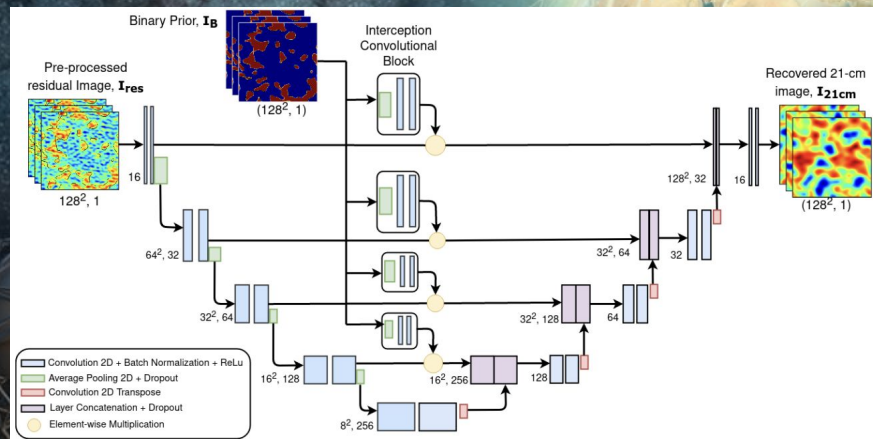 Binary Prior, I_B
Interception
Convolutional
Block
Pre-processed
residual Image, I_res
Recovered 21-cm
image, I_21cm
(128², 1)
16
128², 1
128², 32
16
(128², 1)
64², 32
32², 64
32
32², 64
32², 128
64
16², 128
16², 256
128
8², 256
Convolution 2D + Batch Normalization + ReLu
Average Pooling 2D + Dropout
Convolution 2D Transpose
Layer Concatenation + Dropout
Element-wise Multiplication